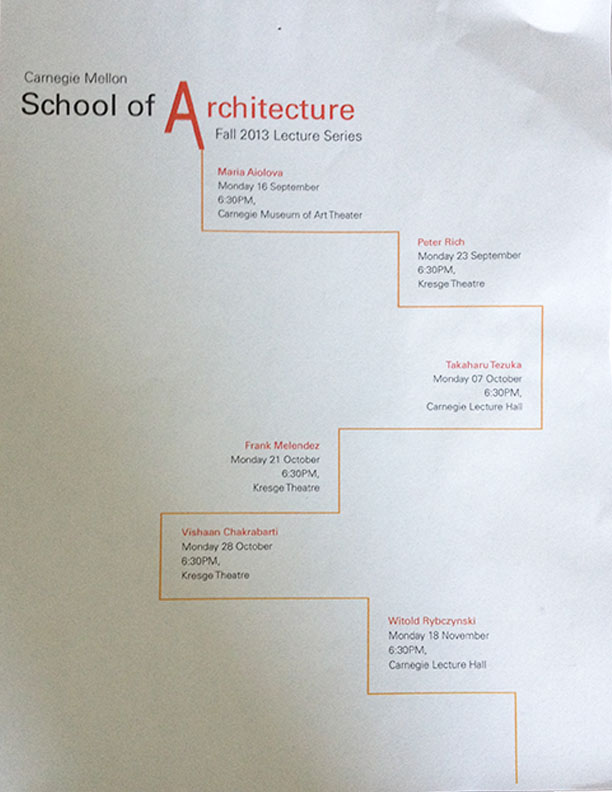 Carnegie Mellon
School of Architecture
Fall 2013 Lecture Series
Maria Aiolova
Monday 16 September
6:30PM,
Carnegie Museum of Art Theater
Peter Rich
Monday 23 September
6:30PM,
Kresge Theatre
Takaharu Tezuka
Monday 07 October
6:30PM,
Carnegie Lecture Hall
Frank Melendez
Monday 21 October
6:30PM,
Kresge Theatre
Vishaan Chakrabarti
Monday 28 October
6:30PM,
Kresge Theatre
Witold Rybczynski
Monday 18 November
6:30PM,
Carnegie Lecture Hall